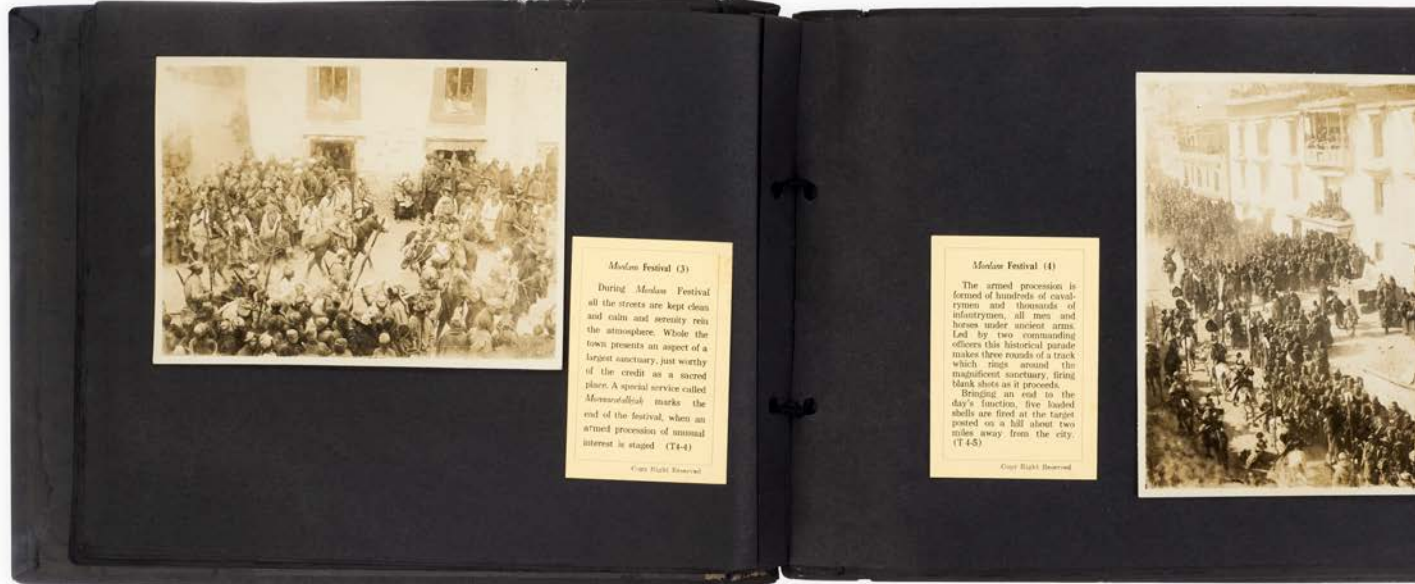 Moolam Festival (3)
During Moolam Festival
all the streets are kept clean
and calm and serenity rein
the atmosphere. Whole the
town presents an aspect of a
largest sanctuary, just worthy
of the credit as a sacred
place. A special service called
marks the
end of the festival, when an
armed procession of unusual
interest is staged (T4-4)
Copy Right Reserved
Moolam Festival (4)
The armed procession is
formed of hundreds of caval-
rymen and thousands of
infantrymen, all men and
horses under ancient arms.
Led by two commanding
officers this historical parade
makes three rounds of a track
which rings around the
magnificent sanctuary, firing
blank shots as it proceeds.
Bringing an end to the
day's function, five loaded
shells are fired at the target
posted on a hill about two
miles away from the city.
(T 4-5)
Copy Right Reserved